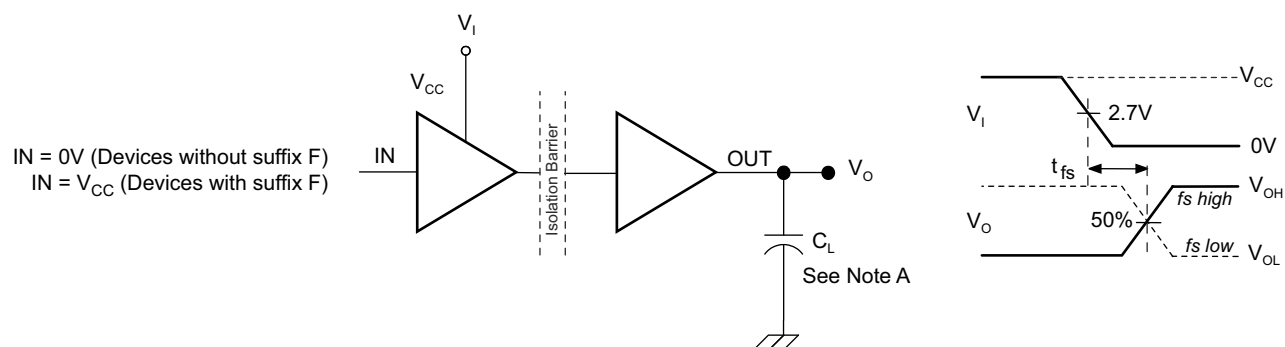 V_I
V_CC
IN = 0V (Devices without suffix F)
IN = V_CC (Devices with suffix F)
IN
Isolation Barrier
OUT
V_O
C_L
See Note A
V_CC
V_I
2.7V
0V
t_fs
V_OH
fs high
V_O
50%
fs low
V_OL